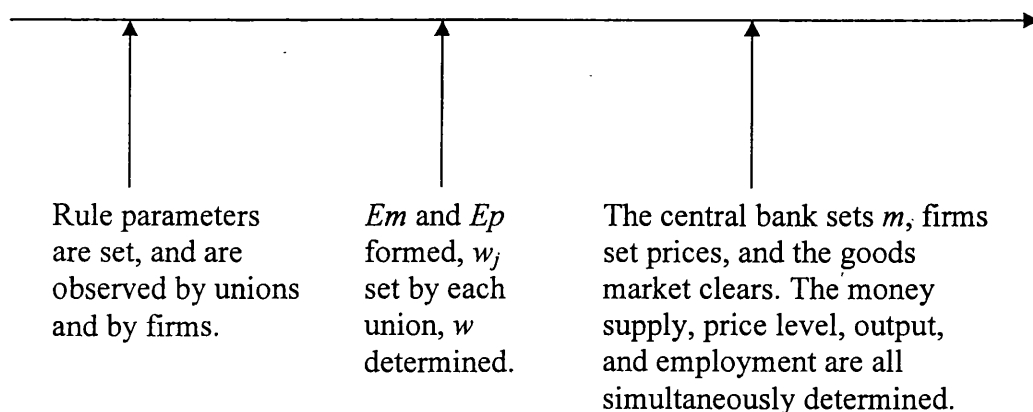 Rule parameters
are set, and are
observed by unions
and by firms.
Em and Ep
formed, wj
set by each
union, w
determined.
The central bank sets m, firms
set prices, and the goods
market clears. The money
supply, price level, output,
and employment are all
simultaneously determined.